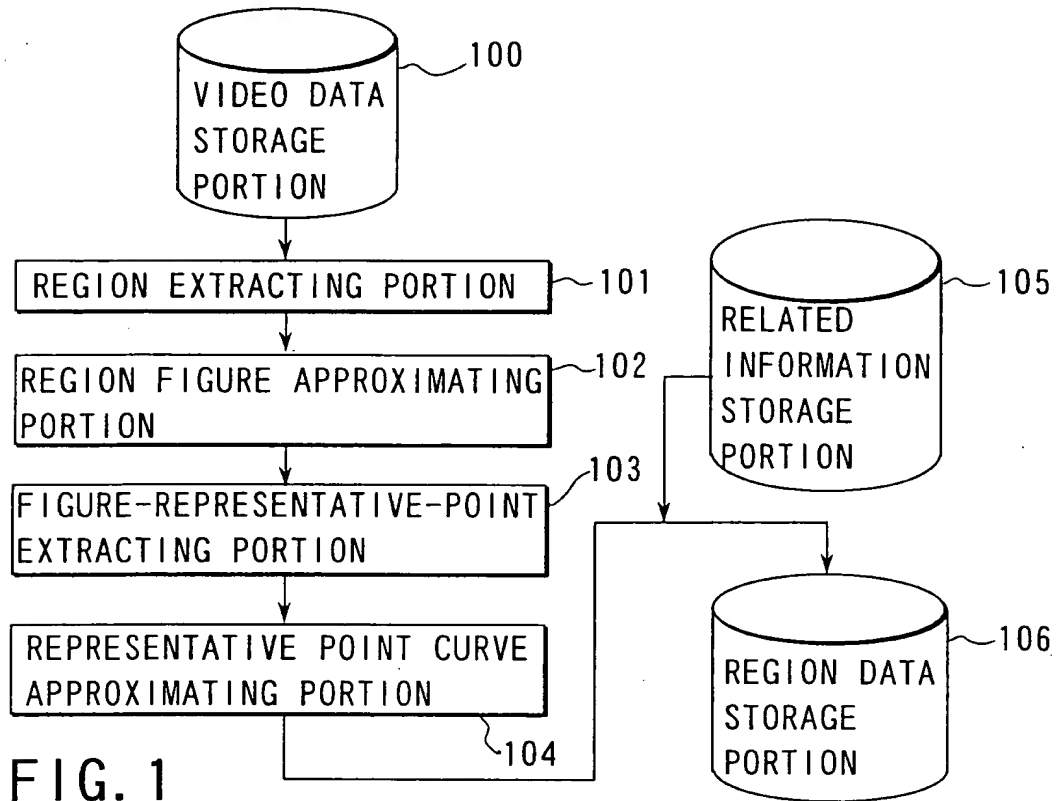 100
VIDEO DATA
STORAGE
PORTION
REGION EXTRACTING PORTION
101
REGION FIGURE APPROXIMATING
PORTION
102
FIGURE-REPRESENTATIVE-POINT
EXTRACTING PORTION
103
REPRESENTATIVE POINT CURVE
APPROXIMATING PORTION
104
105
RELATED
INFORMATION
STORAGE
PORTION
106
REGION DATA
STORAGE
PORTION
FIG. 1